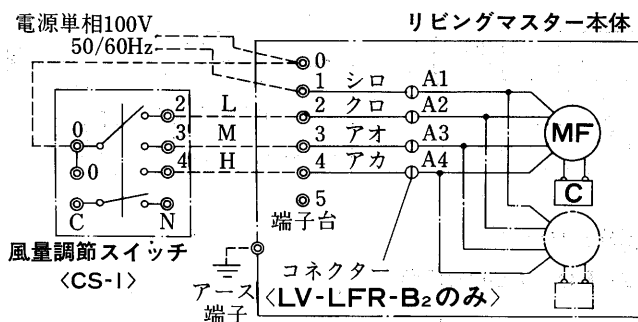 電源単相100V
50/60Hz
リビングマスター本体
0
1 シロ A1
2 L 2 クロ A2
0 3 M 3 アオ A3 MF
0 4 H 4 アカ A4
C
5
端子台
C N
風量調節スイッチ
〈CS-1〉
アース端子
コネクター
〈LV-LFR-B₂のみ〉